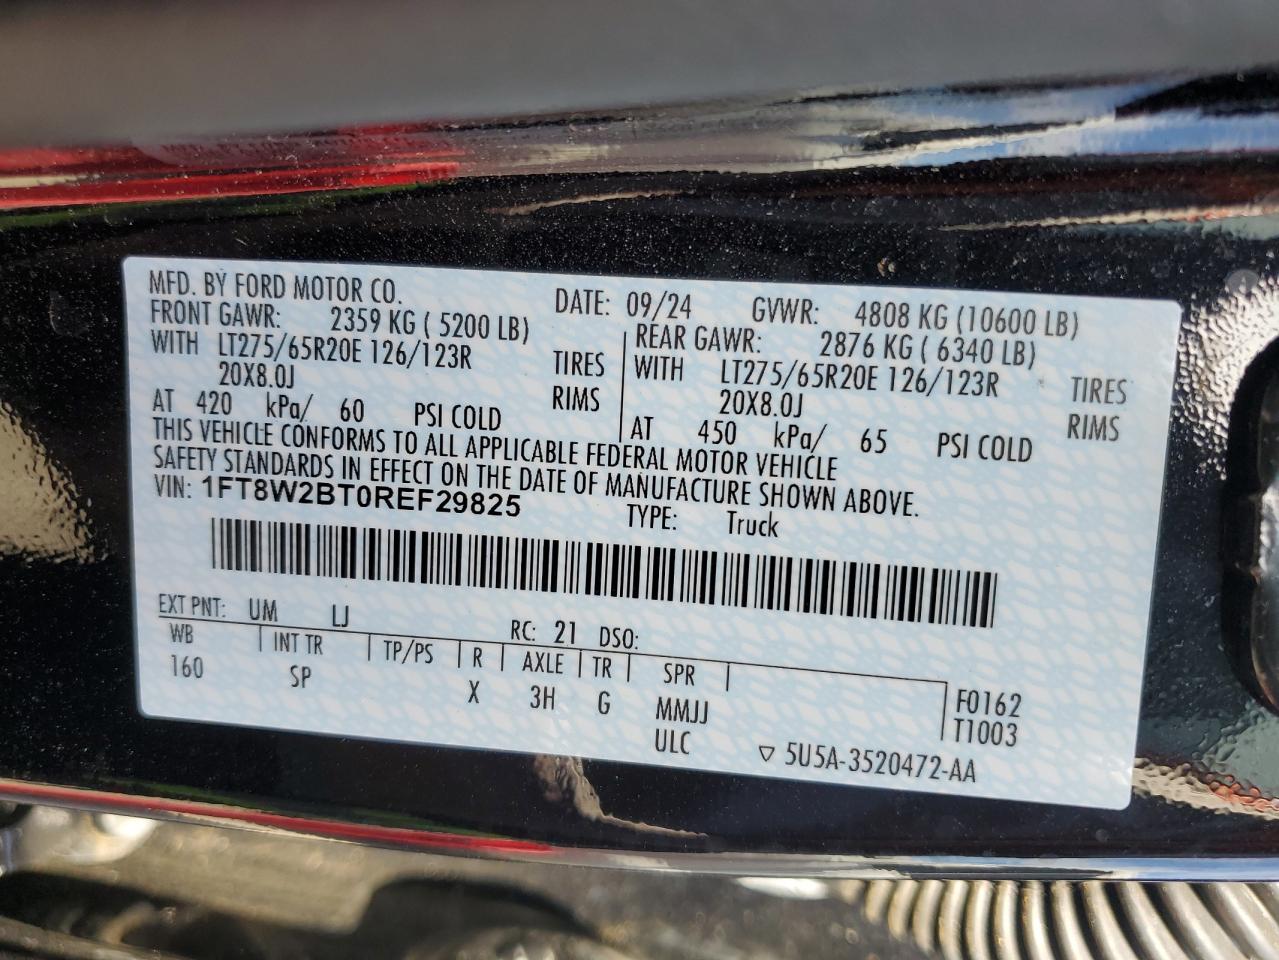 MFD. BY FORD MOTOR CO. DATE: 09/24 GVWR: 4808 KG (10600 LB)
FRONT GAWR: 2359 KG ( 5200 LB) REAR GAWR: 2876 KG ( 6340 LB)
WITH LT275/65R20E 126/123R TIRES WITH LT275/65R20E 126/123R TIRES
20X8.0J RIMS 20X8.0J RIMS
AT 420 kPa/ 60 PSI COLD AT 450 kPa/ 65 PSI COLD
THIS VEHICLE CONFORMS TO ALL APPLICABLE FEDERAL MOTOR VEHICLE
SAFETY STANDARDS IN EFFECT ON THE DATE OF MANUFACTURE SHOWN ABOVE.
VIN: 1FT8W2BT0REF29825 TYPE: Truck
EXT PNT: UM LJ RC: 21 DSO:
WB INT TR TP/PS R AXLE TR SPR
160 SP X 3H G MMJJ F0162
ULC T1003
5U5A-3520472-AA